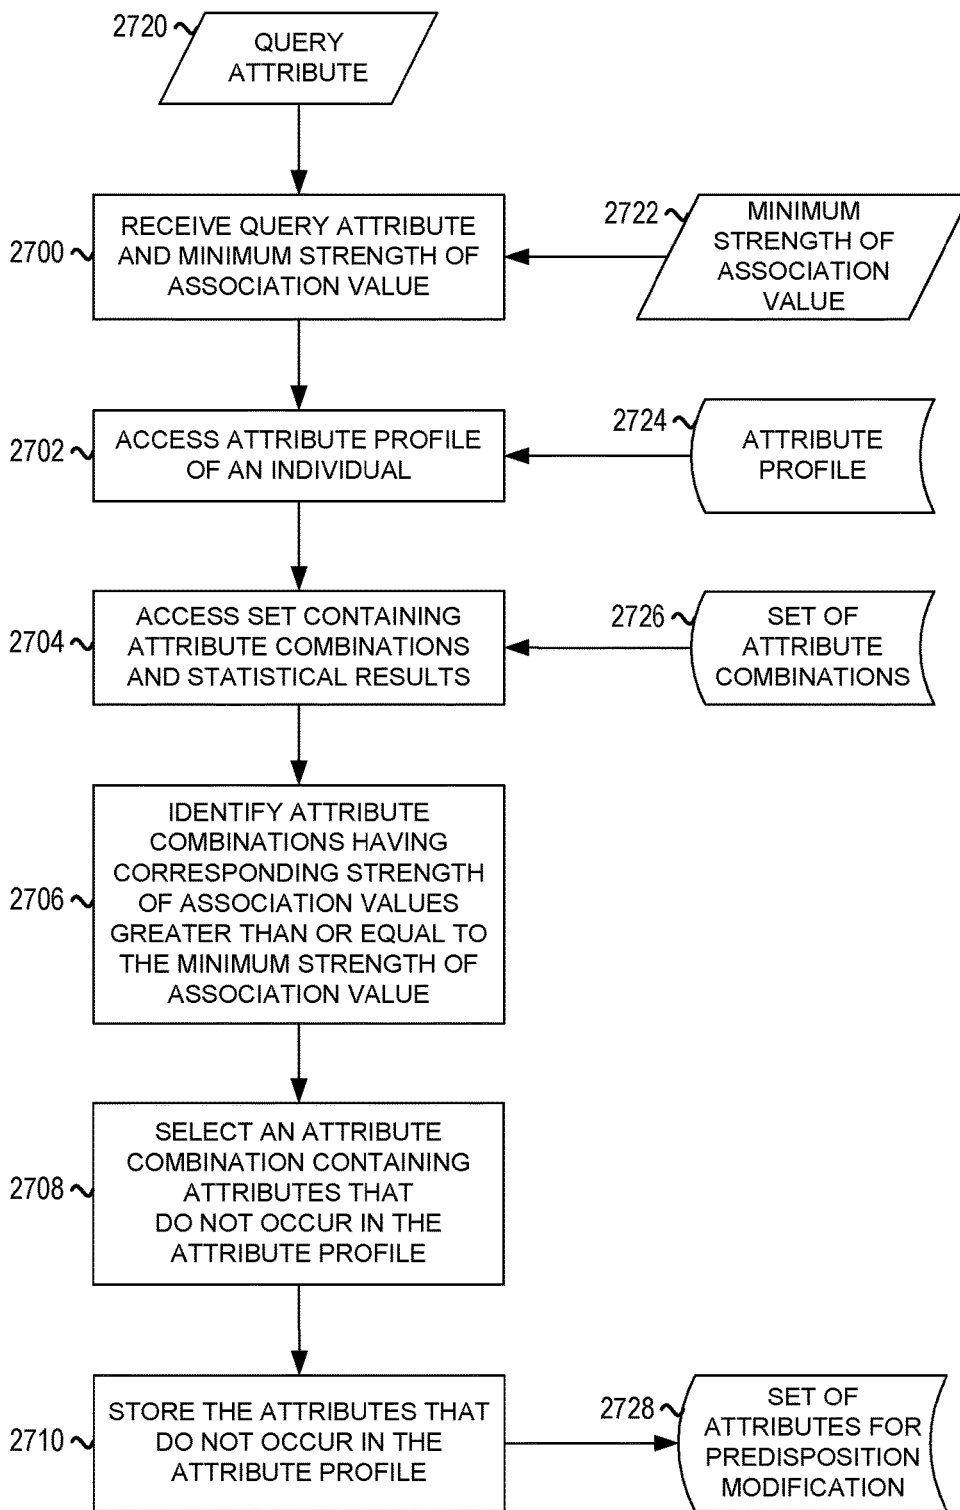 2720
QUERY
ATTRIBUTE
2700
RECEIVE QUERY ATTRIBUTE
AND MINIMUM STRENGTH OF
ASSOCIATION VALUE
2722
MINIMUM
STRENGTH OF
ASSOCIATION
VALUE
2702
ACCESS ATTRIBUTE PROFILE
OF AN INDIVIDUAL
2724
ATTRIBUTE
PROFILE
2704
ACCESS SET CONTAINING
ATTRIBUTE COMBINATIONS
AND STATISTICAL RESULTS
2726
SET OF
ATTRIBUTE
COMBINATIONS
2706
IDENTIFY ATTRIBUTE
COMBINATIONS HAVING
CORRESPONDING STRENGTH
OF ASSOCIATION VALUES
GREATER THAN OR EQUAL TO
THE MINIMUM STRENGTH OF
ASSOCIATION VALUE
2708
SELECT AN ATTRIBUTE
COMBINATION CONTAINING
ATTRIBUTES THAT
DO NOT OCCUR IN THE
ATTRIBUTE PROFILE
2710
STORE THE ATTRIBUTES THAT
DO NOT OCCUR IN THE
ATTRIBUTE PROFILE
2728
SET OF
ATTRIBUTES FOR
PREDISPOSITION
MODIFICATION